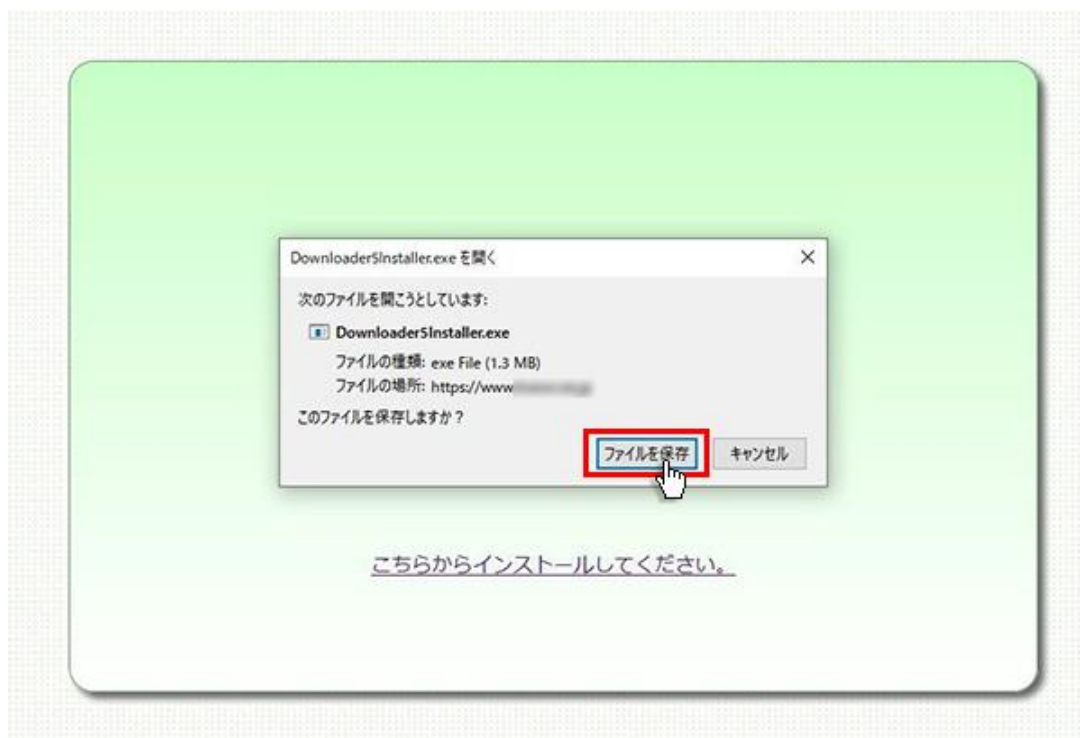 Downloader5Installer.exe を開く
次のファイルを開こうとしています:
Downloader5Installer.exe
ファイルの種類: exe File (1.3 MB)
ファイルの場所: https://www
このファイルを保存しますか？
ファイルを保存 キャンセル
こちらからインストールしてください。